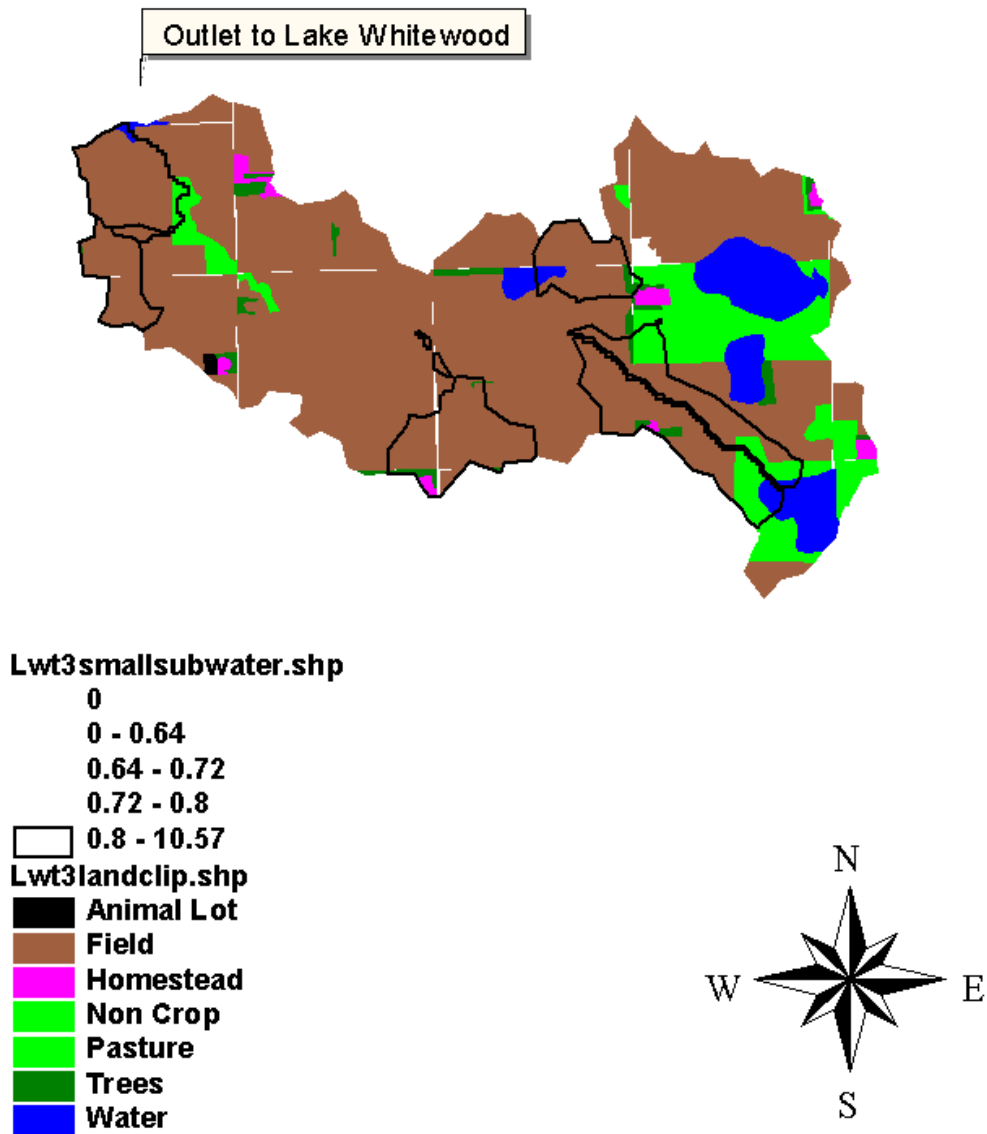 Outlet to Lake Whitewood
Lwt3smallsubwater.shp
0
0 - 0.64
0.64 - 0.72
0.72 - 0.8
0.8 - 10.57
Lwt3landclip.shp
Animal Lot
Field
Homestead
Non Crop
Pasture
Trees
Water
N
W
E
S